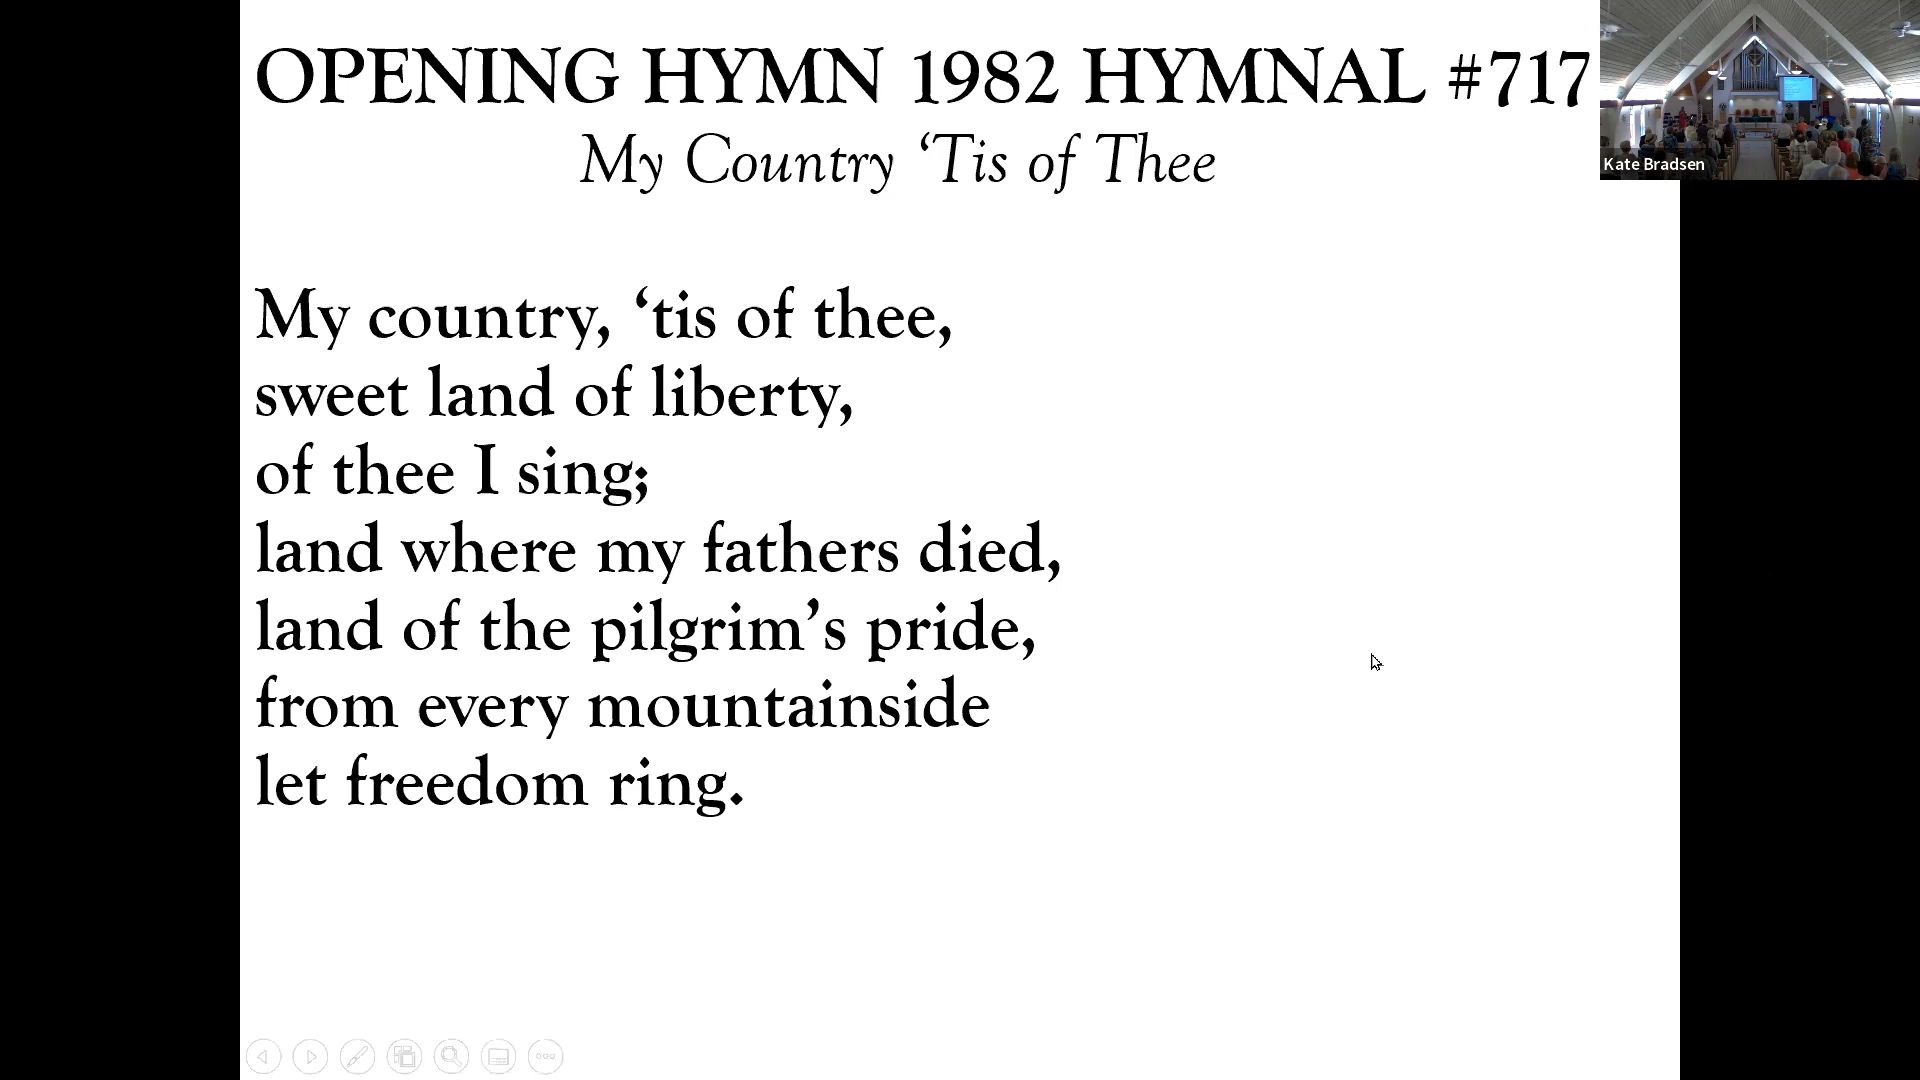 OPENING HYMN 1982 HYMNAL #717
My Country ‘Tis of Thee
My country, ‘tis of thee,
sweet land of liberty,
of thee I sing;
land where my fathers died,
land of the pilgrim’s pride,
from every mountainside
let freedom ring.
Kate Bradsen